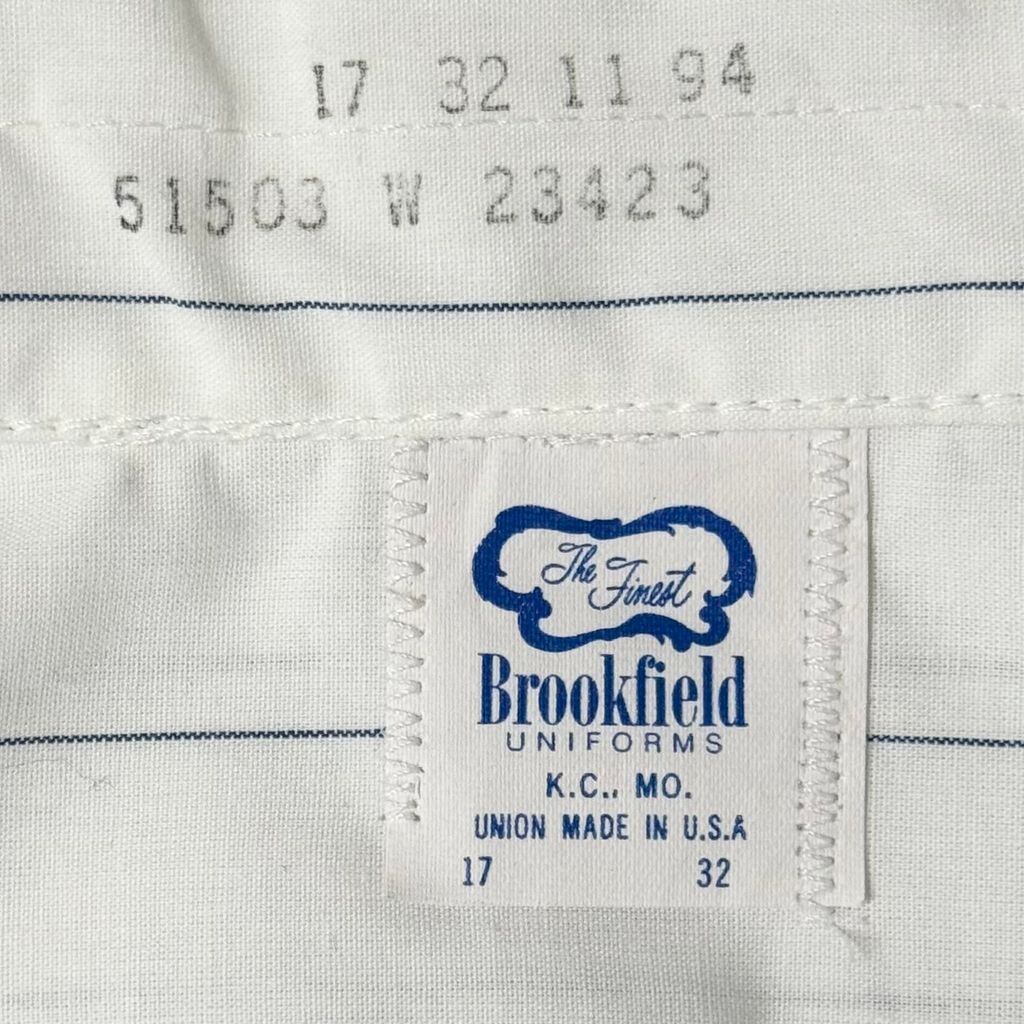 17 32 11 94
51503 W 23423
The Finest
Brookfield
UNIFORMS
K.C., MO.
UNION MADE IN U.S.A
17 32